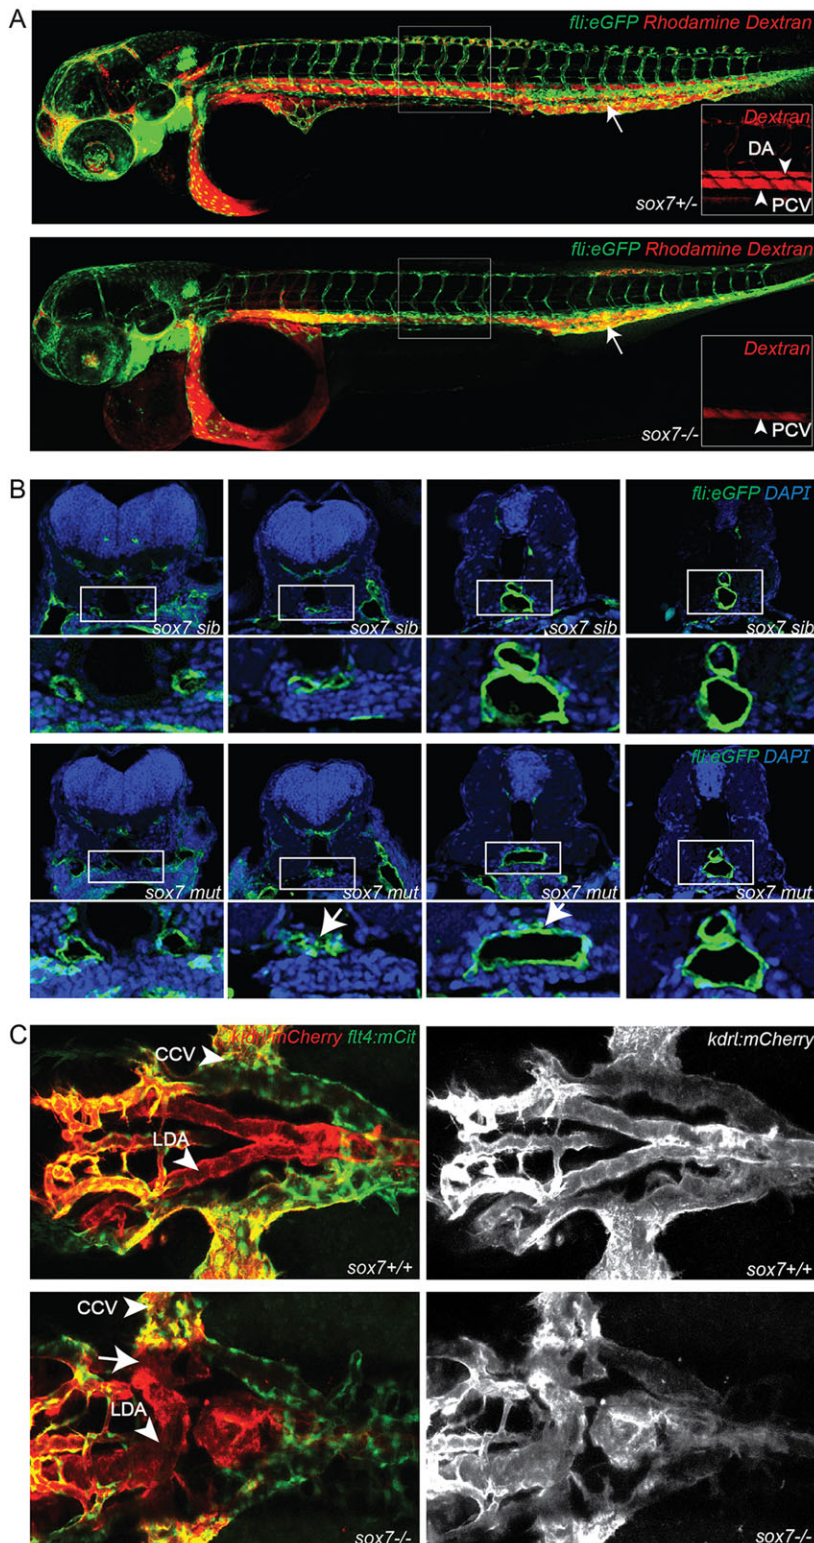 A
fli:eGFP Rhodamine Dextran
Dextran
DA
PCV
sox7+/-
fli:eGFP Rhodamine Dextran
Dextran
PCV
sox7-/-
B
fli:eGFP DAPI
sox7 sib
sox7 sib
sox7 sib
sox7 sib
fli:eGFP DAPI
sox7 mut
sox7 mut
sox7 mut
sox7 mut
C
kdrl:mCherry flt4:mCit
kdrl:mCherry
CCV
LDA
sox7+/+
sox7+/+
CCV
LDA
sox7-/-
sox7-/-